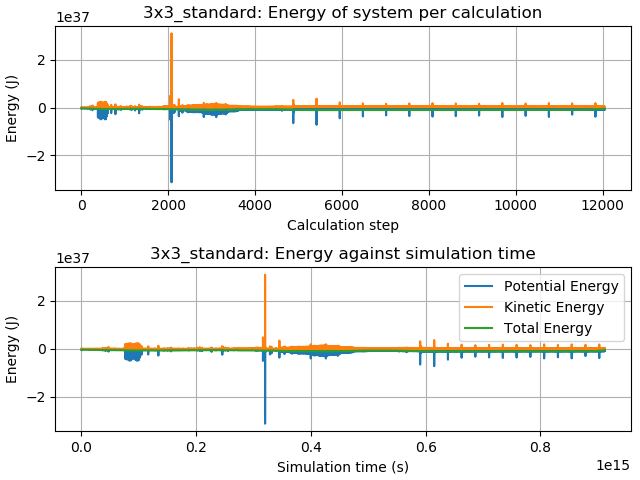 3x3_standard: Energy of system per calculation
1e37
2
0
−2
Energy (J)
0 2000 4000 6000 8000 10000 12000
Calculation step
3x3_standard: Energy against simulation time
1e37
2
0
−2
Energy (J)
Potential Energy
Kinetic Energy
Total Energy
0.0 0.2 0.4 0.6 0.8
1e15
Simulation time (s)